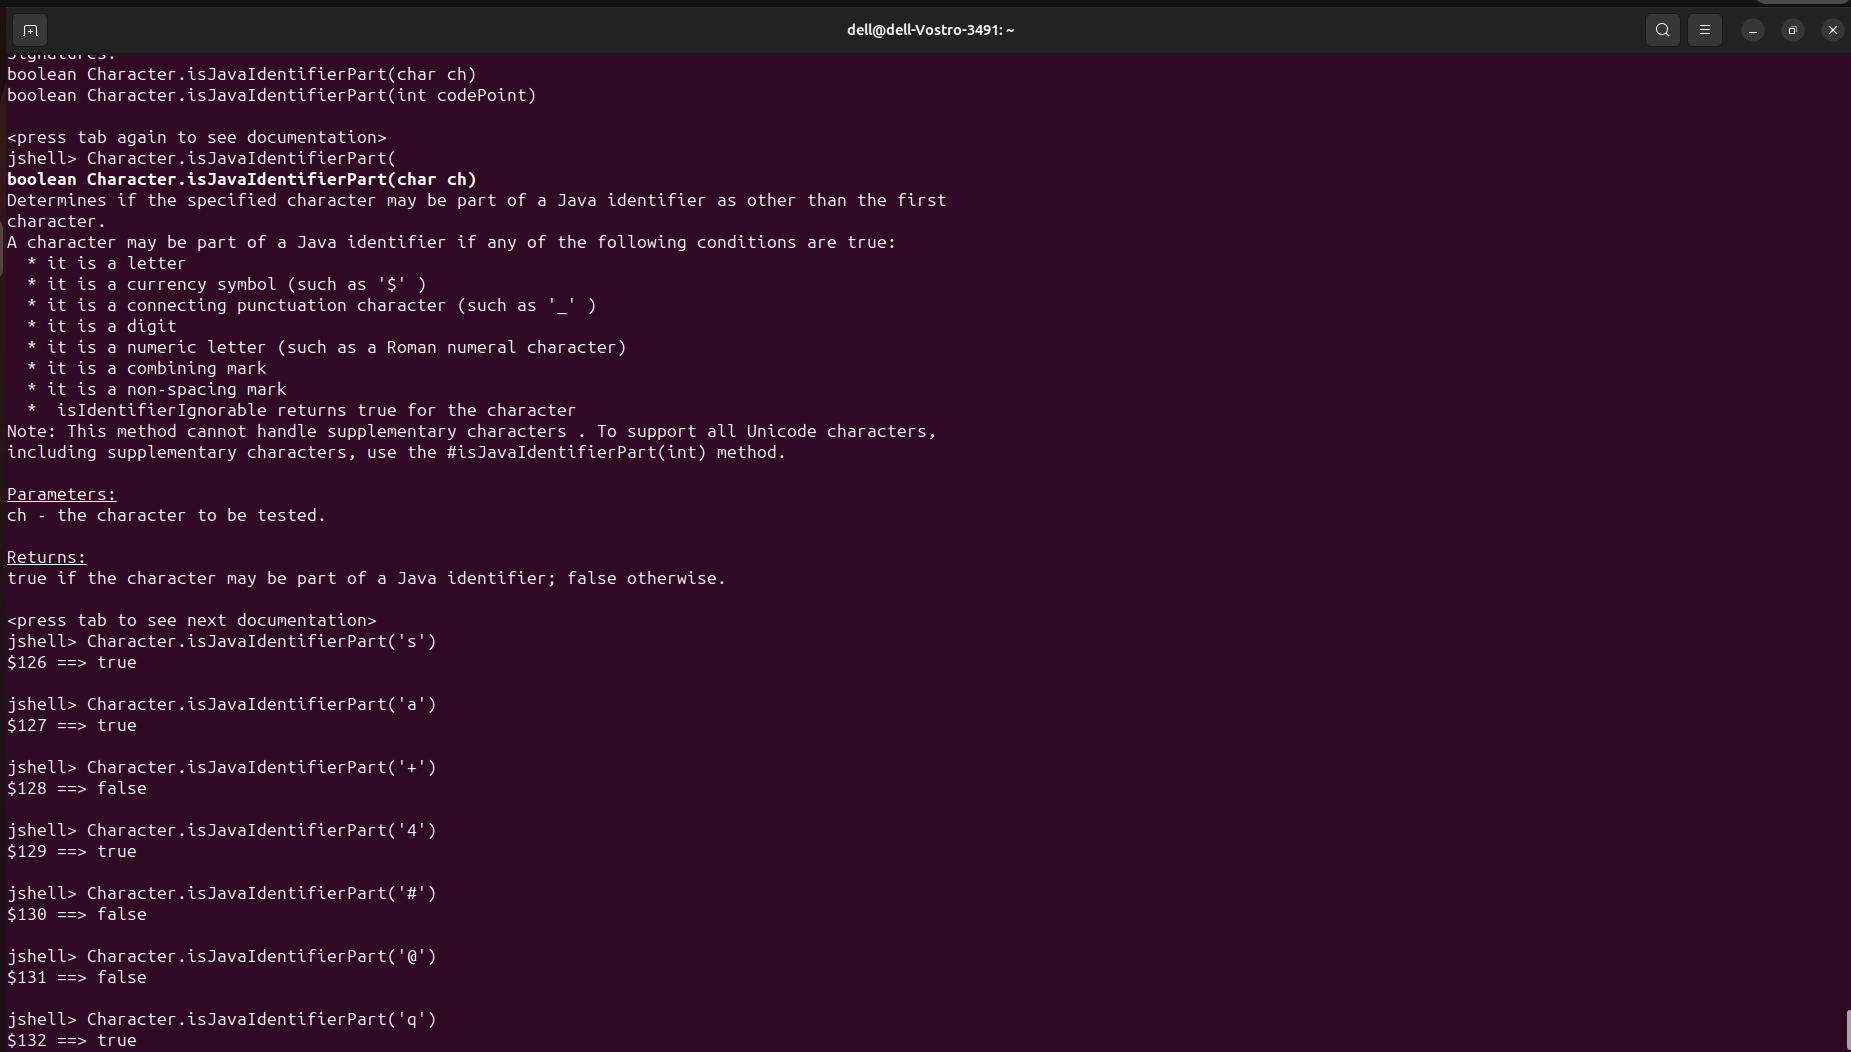 dell@dell-Vostro-3491: ~
Signatures:
boolean Character.isJavaIdentifierPart(char ch)
boolean Character.isJavaIdentifierPart(int codePoint)
<press tab again to see documentation>
jshell> Character.isJavaIdentifierPart(
boolean Character.isJavaIdentifierPart(char ch)
Determines if the specified character may be part of a Java identifier as other than the first
character.
A character may be part of a Java identifier if any of the following conditions are true:
  * it is a letter
  * it is a currency symbol (such as '$' )
  * it is a connecting punctuation character (such as '_' )
  * it is a digit
  * it is a numeric letter (such as a Roman numeral character)
  * it is a combining mark
  * it is a non-spacing mark
  *  isIdentifierIgnorable returns true for the character
Note: This method cannot handle supplementary characters . To support all Unicode characters,
including supplementary characters, use the #isJavaIdentifierPart(int) method.
Parameters:
ch - the character to be tested.
Returns:
true if the character may be part of a Java identifier; false otherwise.
<press tab to see next documentation>
jshell> Character.isJavaIdentifierPart('s')
$126 ==> true
jshell> Character.isJavaIdentifierPart('a')
$127 ==> true
jshell> Character.isJavaIdentifierPart('+')
$128 ==> false
jshell> Character.isJavaIdentifierPart('4')
$129 ==> true
jshell> Character.isJavaIdentifierPart('#')
$130 ==> false
jshell> Character.isJavaIdentifierPart('@')
$131 ==> false
jshell> Character.isJavaIdentifierPart('q')
$132 ==> true